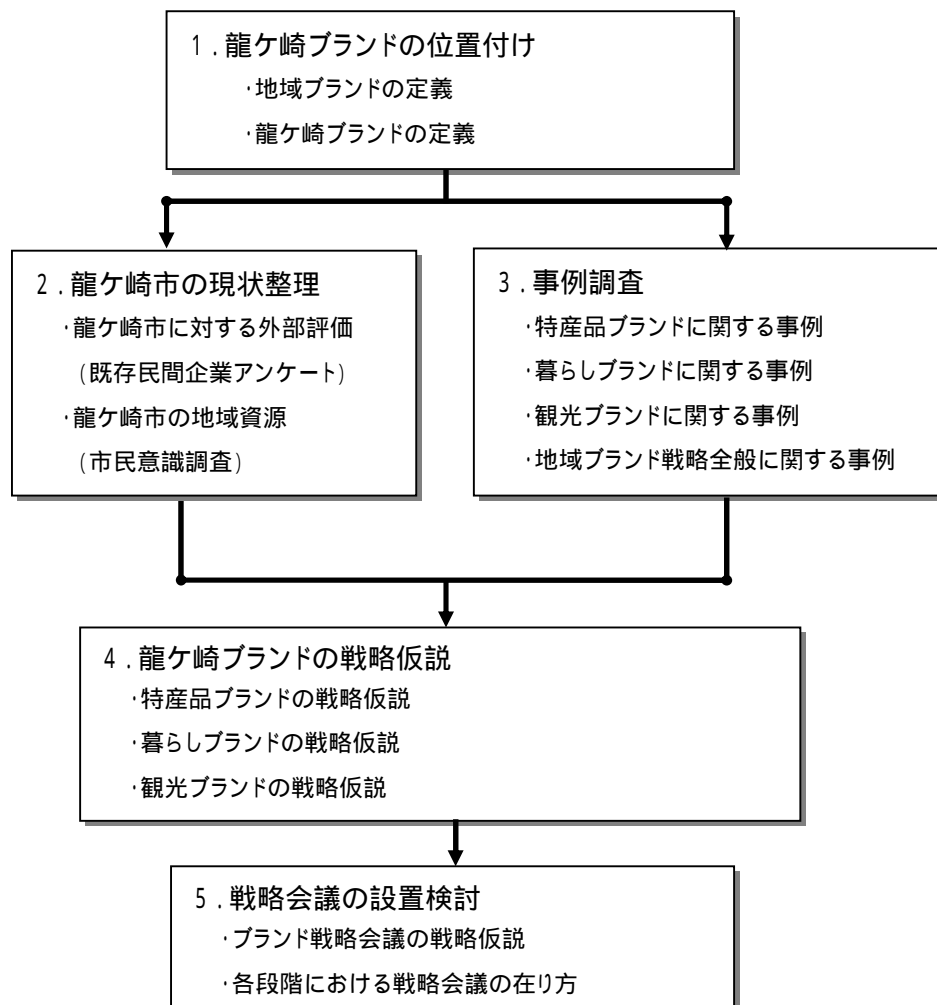 1．龍ケ崎ブランドの位置付け
･地域ブランドの定義
･龍ケ崎ブランドの定義
2．龍ケ崎市の現状整理
･龍ケ崎市に対する外部評価
(既存民間企業アンケート)
･龍ケ崎市の地域資源
(市民意識調査)
3．事例調査
･特産品ブランドに関する事例
･暮らしブランドに関する事例
･観光ブランドに関する事例
･地域ブランド戦略全般に関する事例
4．龍ケ崎ブランドの戦略仮説
･特産品ブランドの戦略仮説
･暮らしブランドの戦略仮説
･観光ブランドの戦略仮説
5．戦略会議の設置検討
･ブランド戦略会議の戦略仮説
･各段階における戦略会議の在り方